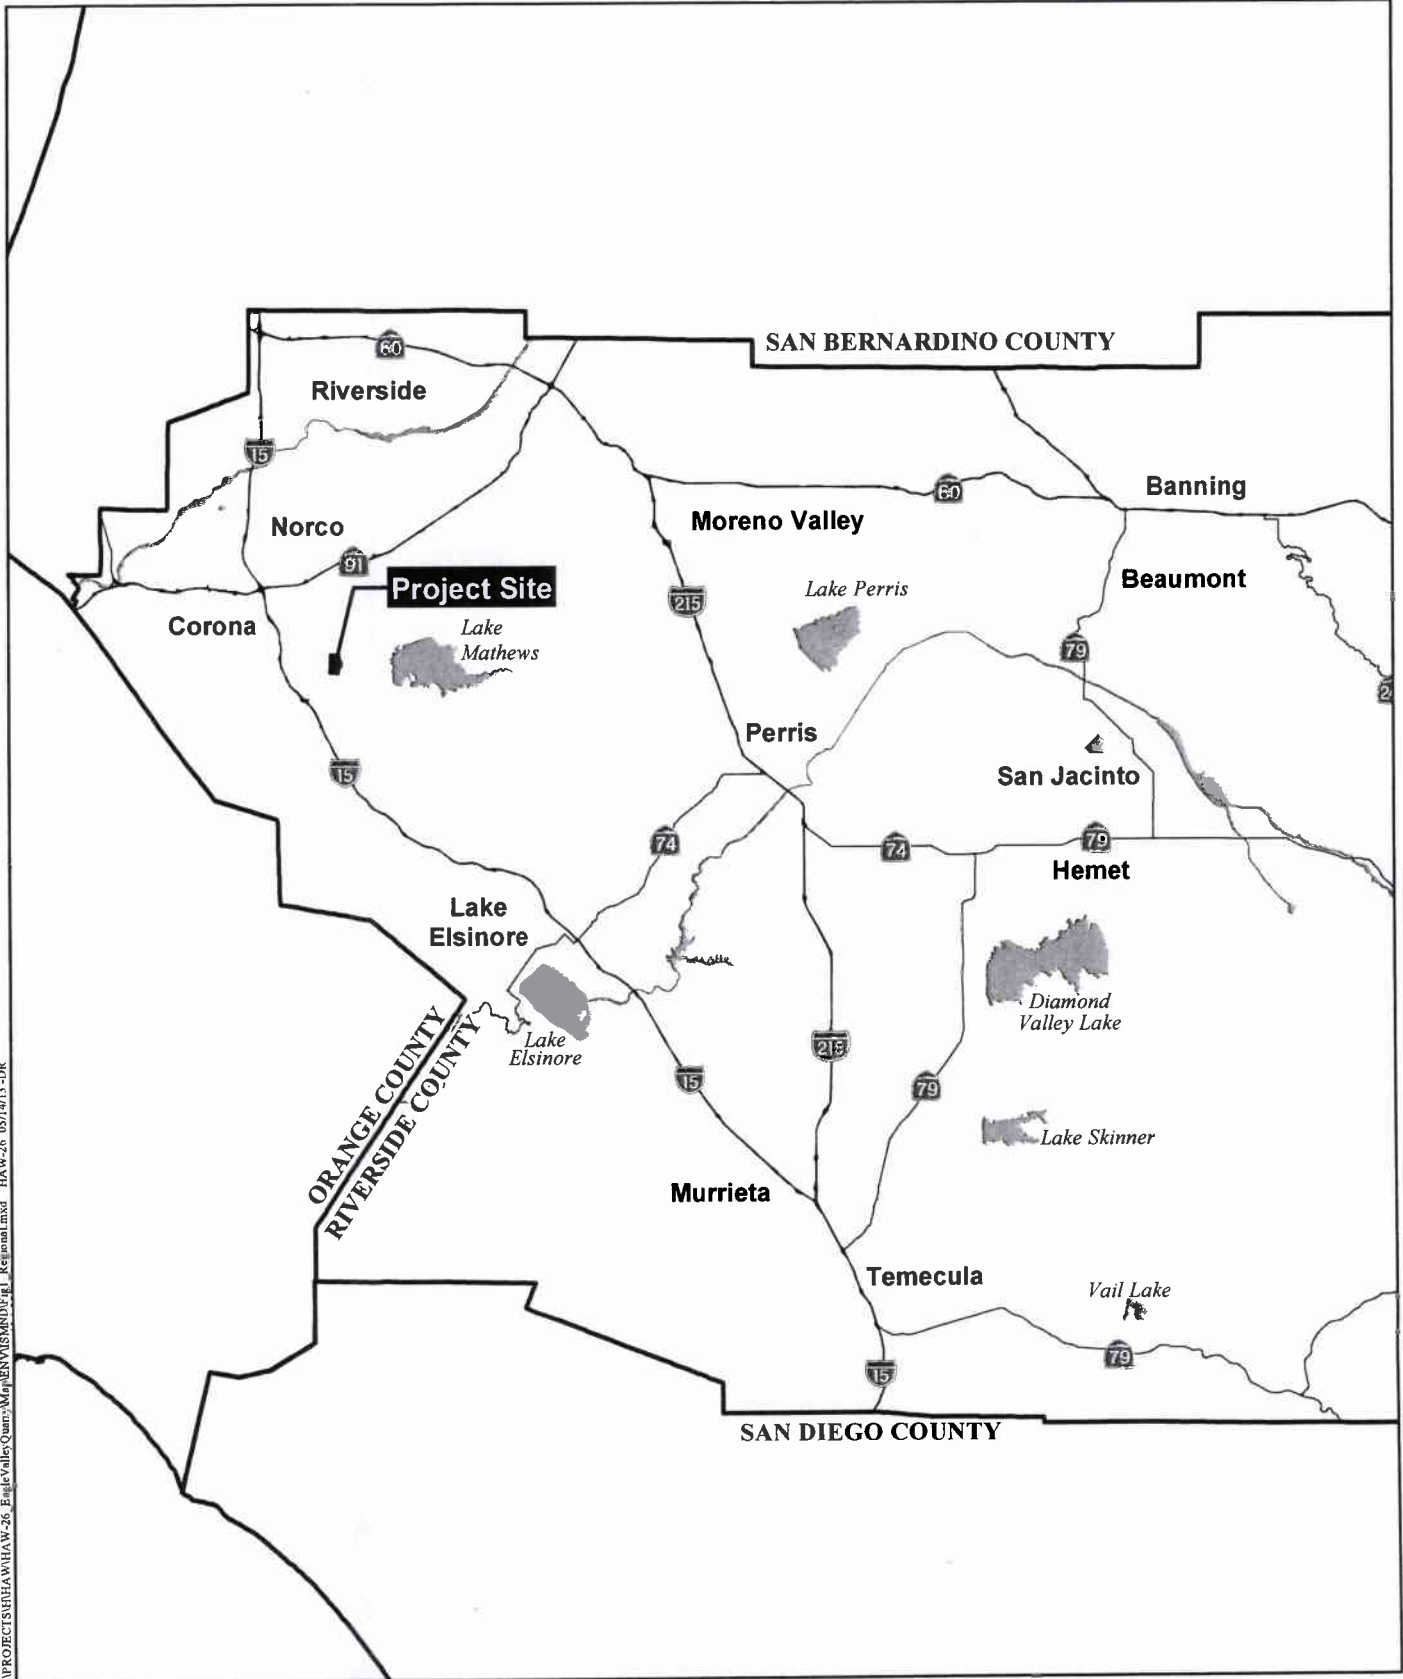 SAN BERNARDINO COUNTY
60
Riverside
15
Norco
91
Project Site
Corona
Lake
Mathews
60
Banning
Moreno Valley
215
Lake Perris
Beaumont
79
Perris
15
San Jacinto
74
74
79
Hemet
Lake
Elsinore
Diamond
Valley Lake
Lake
Elsinore
215
15
79
ORANGE COUNTY
RIVERSIDE COUNTY
Lake Skinner
Murrieta
Temecula
Vail Lake
79
15
SAN DIEGO COUNTY